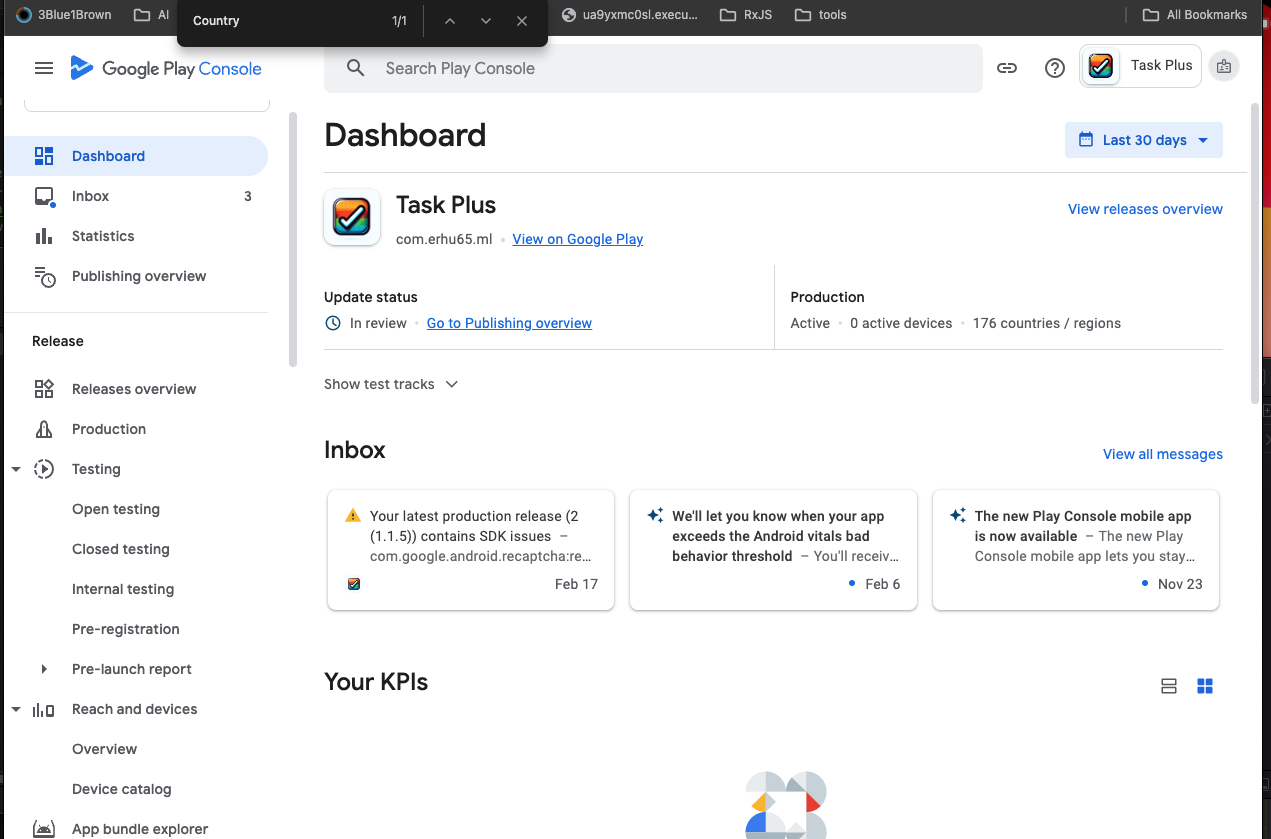 3Blue1Brown
AI
Country
1/1
ua9yxmc0sl.execu...
RxJS
tools
All Bookmarks
Google Play Console
Search Play Console
Task Plus
Dashboard
Inbox
3
Statistics
Publishing overview
Release
Releases overview
Production
Testing
Open testing
Closed testing
Internal testing
Pre-registration
Pre-launch report
Reach and devices
Overview
Device catalog
App bundle explorer
Dashboard
Last 30 days
Task Plus
com.erhu65.ml • View on Google Play
View releases overview
Update status
In review • Go to Publishing overview
Production
Active • 0 active devices • 176 countries / regions
Show test tracks
Inbox
View all messages
Your latest production release (2
(1.1.5)) contains SDK issues –
com.google.android.recaptcha:re...
Feb 17
We'll let you know when your app
exceeds the Android vitals bad
behavior threshold – You'll receiv...
Feb 6
The new Play Console mobile app
is now available – The new Play
Console mobile app lets you stay...
Nov 23
Your KPIs